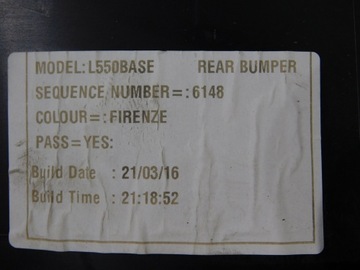 MODEL:L550BASE REAR BUMPER
SEQUENCE NUMBER=:6148
COLOUR=:FIRENZE
PASS=YES:
Build Date : 21/03/16
Build Time : 21:18:52